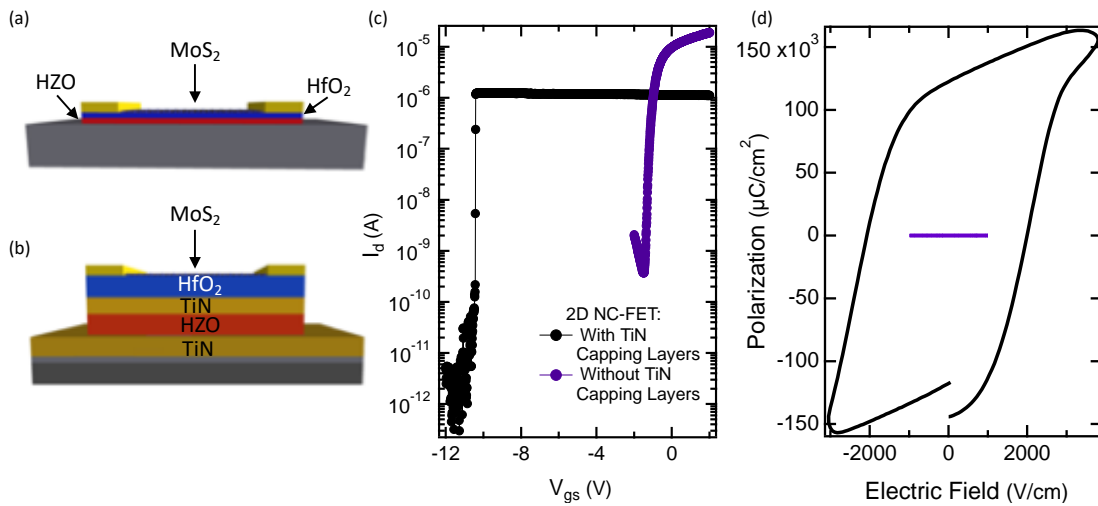 (a)
MoS₂
HZO
HfO₂
(b)
MoS₂
HfO₂
TiN
HZO
TiN
(c)
10⁻⁵
10⁻⁶
10⁻⁷
10⁻⁸
10⁻⁹
10⁻¹⁰
10⁻¹¹
10⁻¹²
I_d (A)
2D NC-FET:
With TiN
Capping Layers
Without TiN
Capping Layers
-12
-8
-4
0
V_gs (V)
(d)
150 x10³
100
50
0
-50
-100
-150
Polarization (µC/cm²)
-2000
0
2000
Electric Field (V/cm)